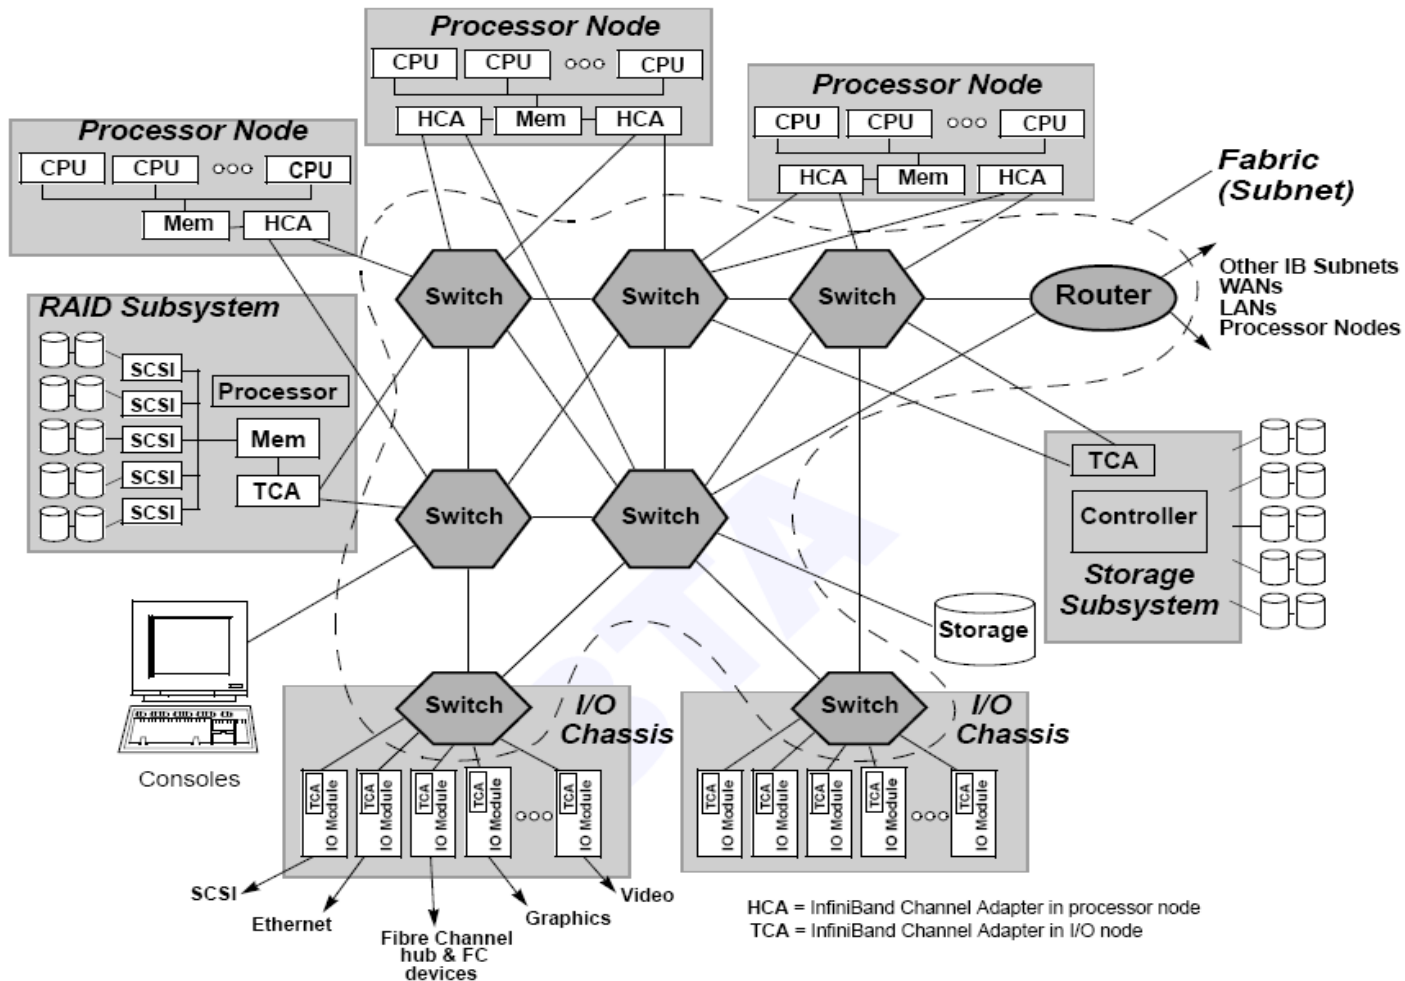 Processor Node
CPU CPU CPU
HCA Mem HCA
Processor Node
CPU CPU CPU
HCA Mem HCA
Processor Node
CPU CPU CPU
Mem HCA
Fabric
(Subnet)
Switch Switch Switch Router
Other IB Subnets
WANs
LANs
Processor Nodes
RAID Subsystem
SCSI
SCSI
SCSI
SCSI
SCSI
Processor
Mem
TCA
Switch Switch
TCA
Controller
Storage
Subsystem
Storage
Consoles
Switch
I/O
Chassis
TCA IO Module
TCA IO Module
TCA IO Module
TCA IO Module
TCA IO Module
SCSI
Ethernet
Fibre Channel
hub & FC
devices
Graphics
Video
Switch
I/O
Chassis
TCA IO Module
TCA IO Module
TCA IO Module
TCA IO Module
TCA IO Module
HCA = InfiniBand Channel Adapter in processor node
TCA = InfiniBand Channel Adapter in I/O node